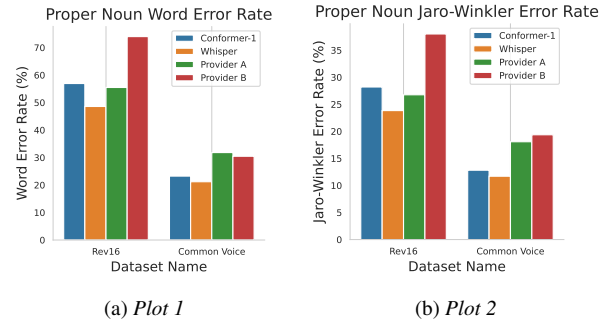 Proper Noun Word Error Rate
Word Error Rate (%)
70
60
50
40
30
20
10
0
Conformer-1
Whisper
Provider A
Provider B
Rev16
Common Voice
Dataset Name
(a) Plot 1
Proper Noun Jaro-Winkler Error Rate
Jaro-Winkler Error Rate (%)
35
30
25
20
15
10
5
0
Conformer-1
Whisper
Provider A
Provider B
Rev16
Common Voice
Dataset Name
(b) Plot 2